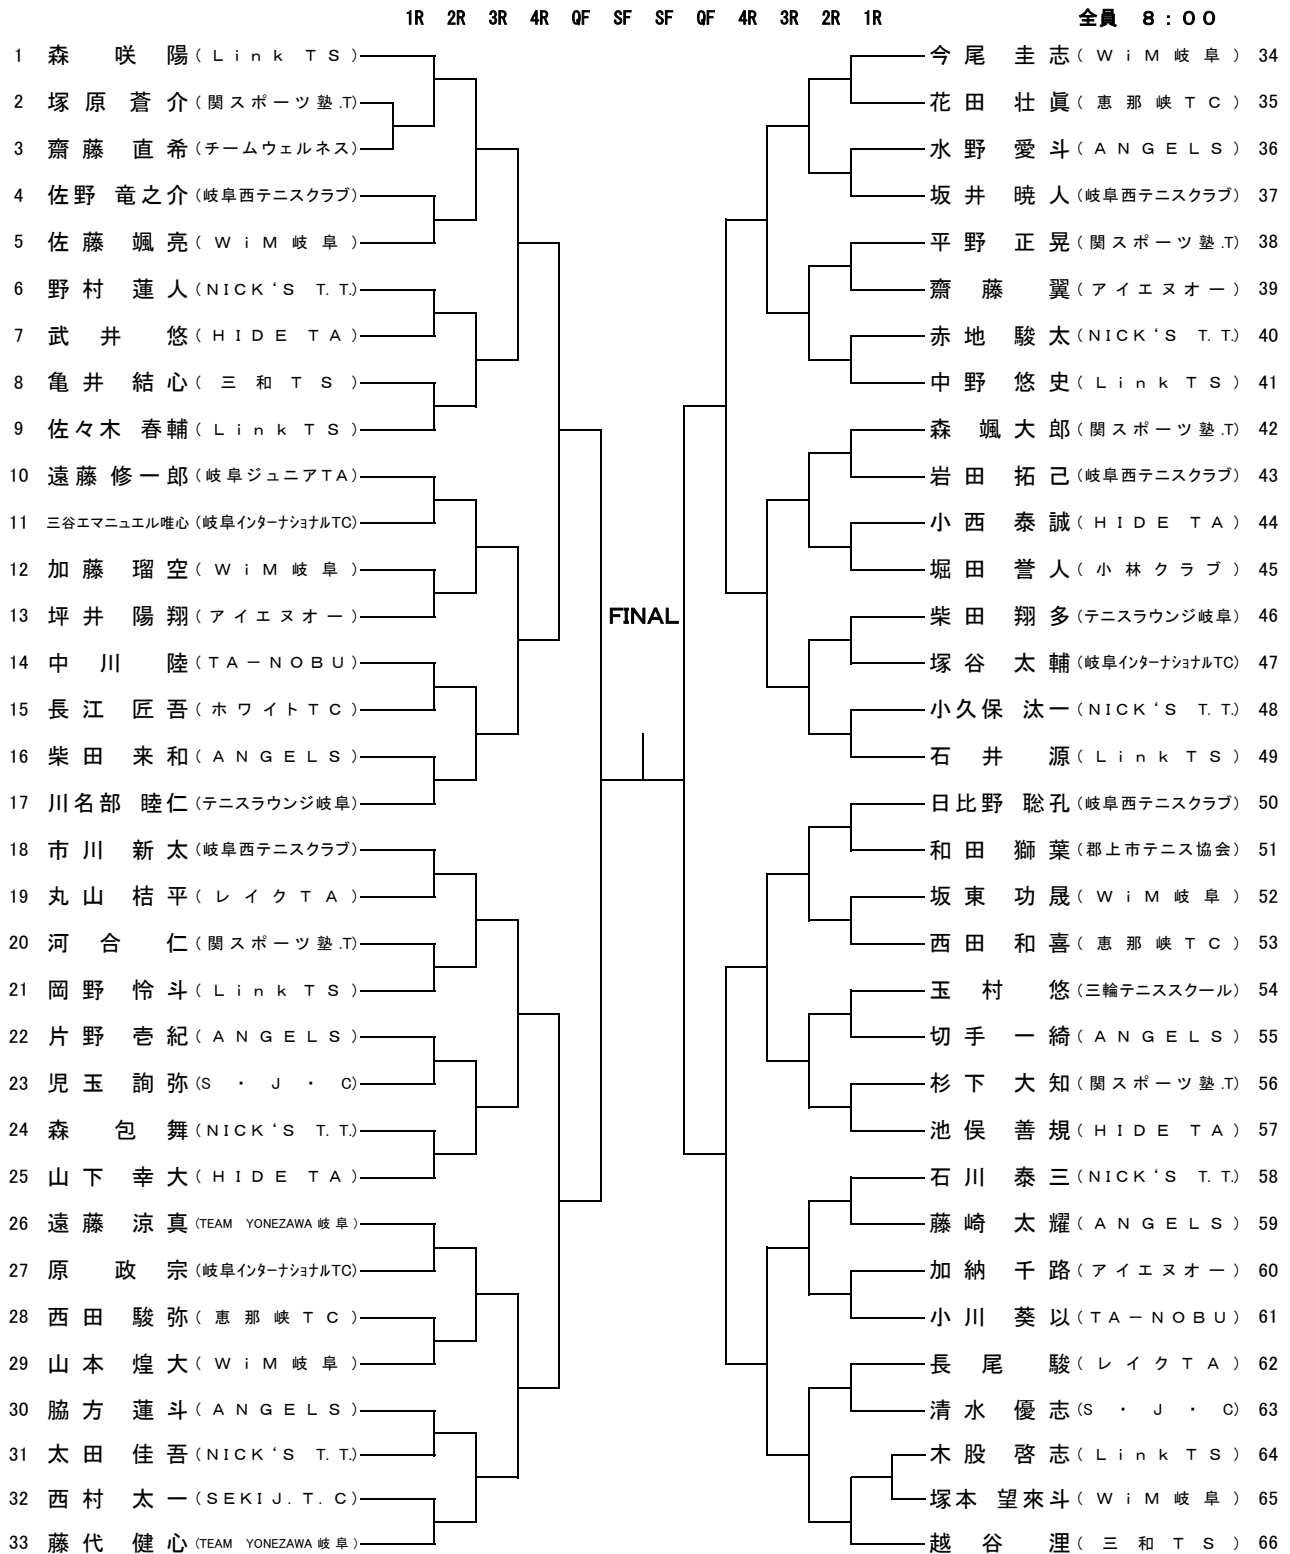 1R 2R 3R 4R QF SF SF QF 4R 3R 2R 1R 全員 8:00
1 森 咲陽 (Link TS)
2 塚原 蒼介 (関スポーツ塾.T)
3 齋藤 直希 (チームウェルネス)
4 佐野 竜之介 (岐阜西テニスクラブ)
5 佐藤 颯亮 (WiM岐阜)
6 野村 蓮人 (NICK'S T.T.)
7 武井 悠 (HIDE TA)
8 亀井 結心 (三和TS)
9 佐々木 春輔 (Link TS)
10 遠藤 修一郎 (岐阜ジュニアTA)
11 三谷エマニュエル唯心 (岐阜インターナショナルTC)
12 加藤 瑠空 (WiM岐阜)
13 坪井 陽翔 (アイエヌオー)
14 中川 陸 (TA-NOBU)
15 長江 匠吾 (ホワイトTC)
16 柴田 来和 (ANGELS)
17 川名部 睦仁 (テニスラウンジ岐阜)
18 市川 新太 (岐阜西テニスクラブ)
19 丸山 桔平 (レイクTA)
20 河合 仁 (関スポーツ塾.T)
21 岡野 怜斗 (Link TS)
22 片野 壱紀 (ANGELS)
23 児玉 詢弥 (S・J・C)
24 森 包舞 (NICK'S T.T.)
25 山下 幸大 (HIDE TA)
26 遠藤 涼真 (TEAM YONEZAWA 岐阜)
27 原 政宗 (岐阜インターナショナルTC)
28 西田 駿弥 (恵那峡TC)
29 山本 煌大 (WiM岐阜)
30 脇方 蓮斗 (ANGELS)
31 太田 佳吾 (NICK'S T.T.)
32 西村 太一 (SEKI J.T.C)
33 藤代 健心 (TEAM YONEZAWA 岐阜)
FINAL
今尾 圭志 (WiM岐阜) 34
花田 壮眞 (恵那峡TC) 35
水野 愛斗 (ANGELS) 36
坂井 暁人 (岐阜西テニスクラブ) 37
平野 正晃 (関スポーツ塾.T) 38
齋藤 翼 (アイエヌオー) 39
赤地 駿太 (NICK'S T.T.) 40
中野 悠史 (Link TS) 41
森 颯大郎 (関スポーツ塾.T) 42
岩田 拓己 (岐阜西テニスクラブ) 43
小西 泰誠 (HIDE TA) 44
堀田 誉人 (小林クラブ) 45
柴田 翔多 (テニスラウンジ岐阜) 46
塚谷 太輔 (岐阜インターナショナルTC) 47
小久保 汰一 (NICK'S T.T.) 48
石井 源 (Link TS) 49
日比野 聡孔 (岐阜西テニスクラブ) 50
和田 獅葉 (郡上市テニス協会) 51
坂東 功晟 (WiM岐阜) 52
西田 和喜 (恵那峡TC) 53
玉村 悠 (三輪テニススクール) 54
切手 一綺 (ANGELS) 55
杉下 大知 (関スポーツ塾.T) 56
池俣 善規 (HIDE TA) 57
石川 泰三 (NICK'S T.T.) 58
藤崎 太耀 (ANGELS) 59
加納 千路 (アイエヌオー) 60
小川 葵以 (TA-NOBU) 61
長尾 駿 (レイクTA) 62
清水 優志 (S・J・C) 63
木股 啓志 (Link TS) 64
塚本 望來斗 (WiM岐阜) 65
越谷 浬 (三和TS) 66